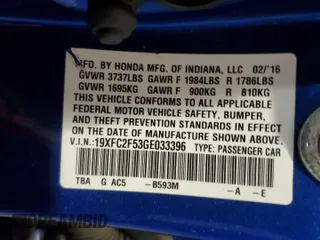 MFD. BY HONDA MFG. OF INDIANA, LLC 02/'16
GVWR 3737LBS GAWR F 1984LBS R 1786LBS
GVWR 1695KG GAWR F 900KG R 810KG
THIS VEHICLE CONFORMS TO ALL APPLICABLE
FEDERAL MOTOR VEHICLE SAFETY, BUMPER,
AND THEFT PREVENTION STANDARDS IN EFFECT
ON THE DATE OF MANUFACTURE SHOWN ABOVE.
V.I.N.:19XFC2F53GE033396 TYPE: PASSENGER CAR
TBA G AC5 -B593M -A -E